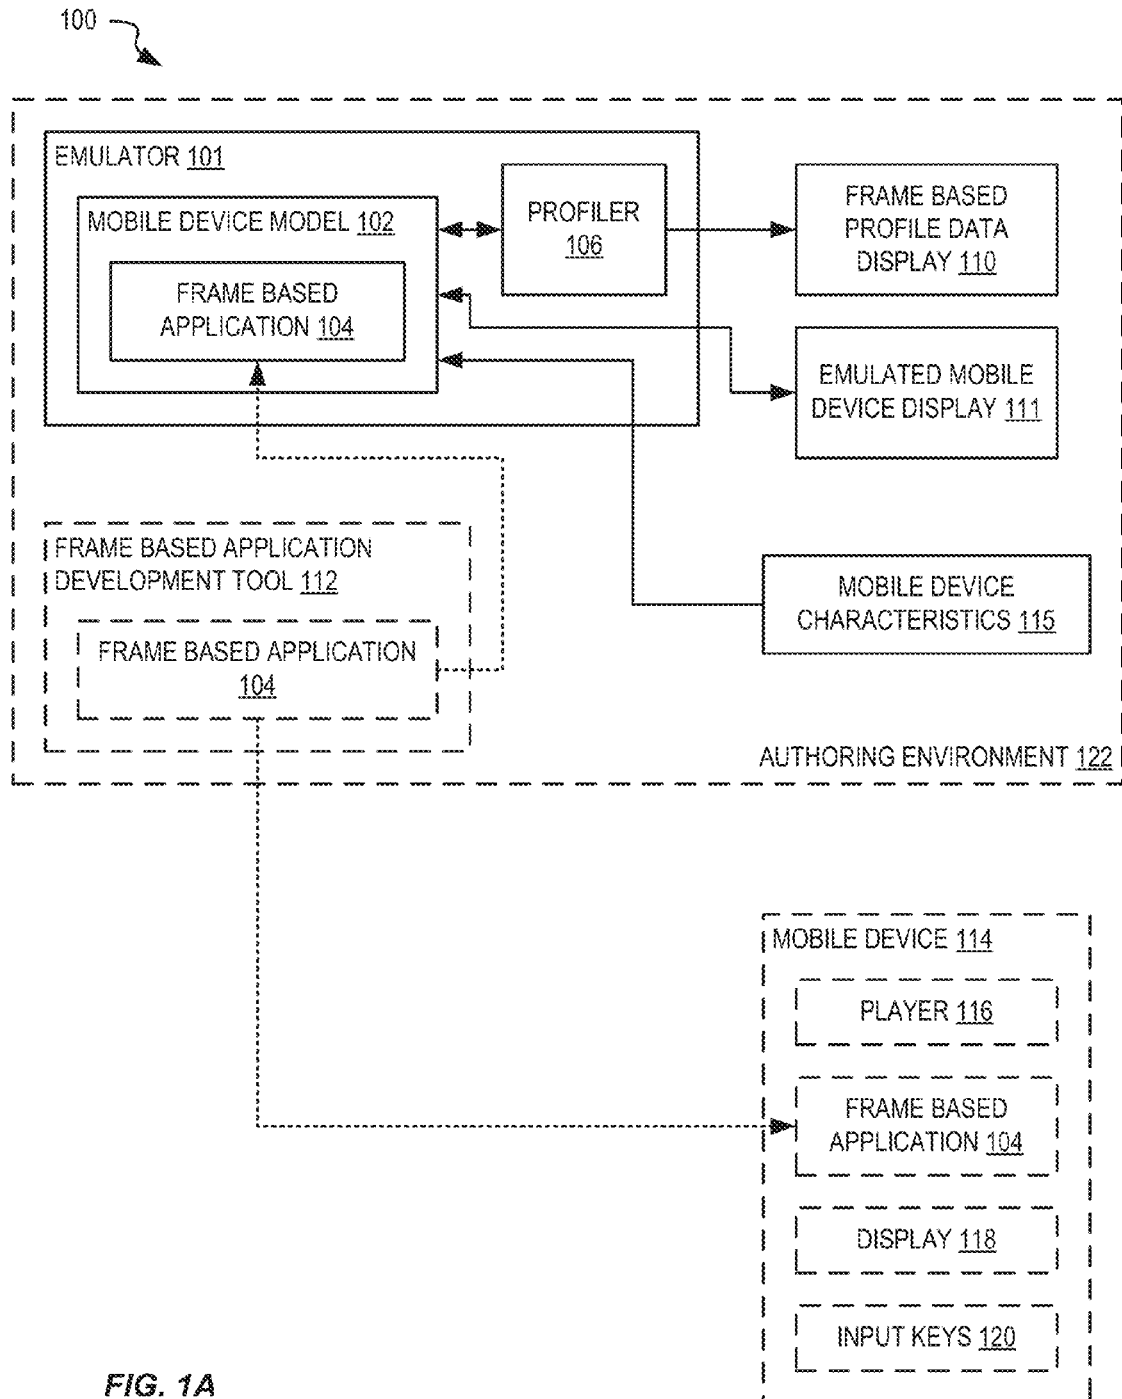 100
EMULATOR 101
MOBILE DEVICE MODEL 102
FRAME BASED
APPLICATION 104
PROFILER
106
FRAME BASED
PROFILE DATA
DISPLAY 110
EMULATED MOBILE
DEVICE DISPLAY 111
FRAME BASED APPLICATION
DEVELOPMENT TOOL 112
FRAME BASED APPLICATION
104
MOBILE DEVICE
CHARACTERISTICS 115
AUTHORING ENVIRONMENT 122
MOBILE DEVICE 114
PLAYER 116
FRAME BASED
APPLICATION 104
DISPLAY 118
INPUT KEYS 120
FIG. 1A